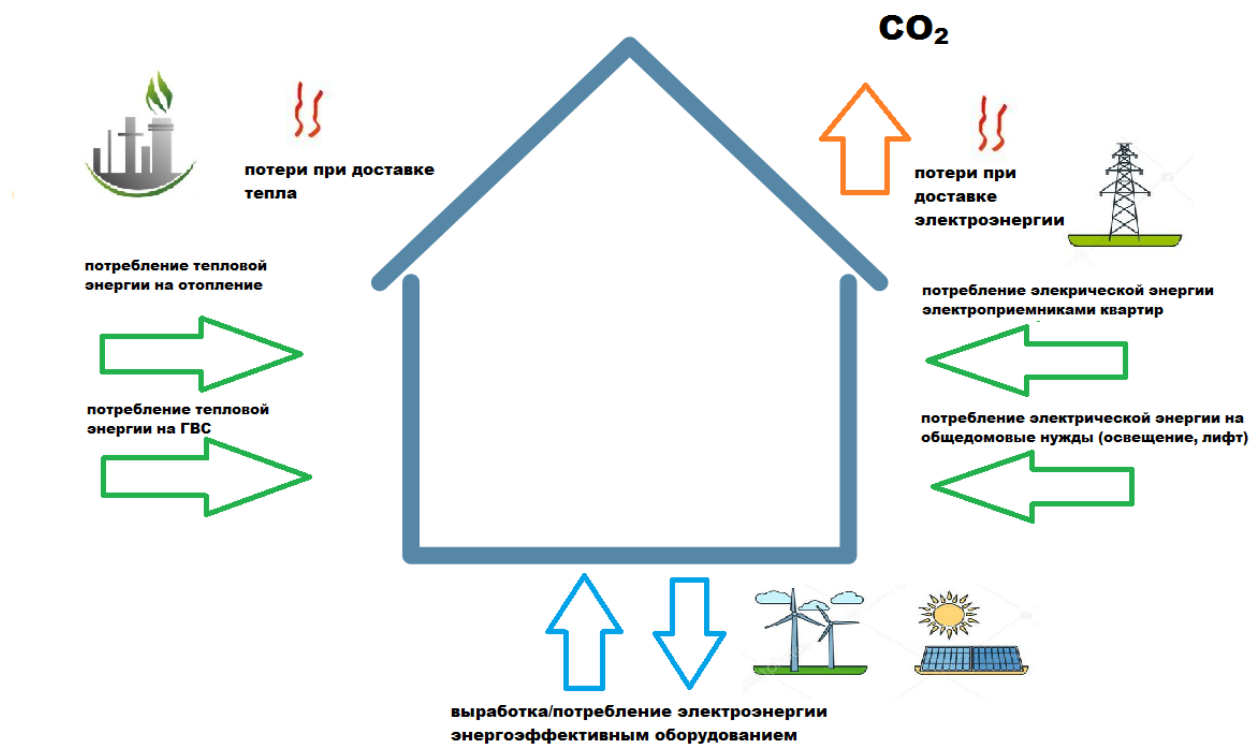 CO₂
потери при доставке
тепла
потери при
доставке
электроэнергии
потребление тепловой
энергии на отопление
потребление элекрической энергии
электроприемниками квартир
потребление тепловой
энергии на ГВС
потребление электрической энергии на
общедомовые нужды (освещение, лифт)
выработка/потребление электроэнергии
энергоэффективным оборудованием